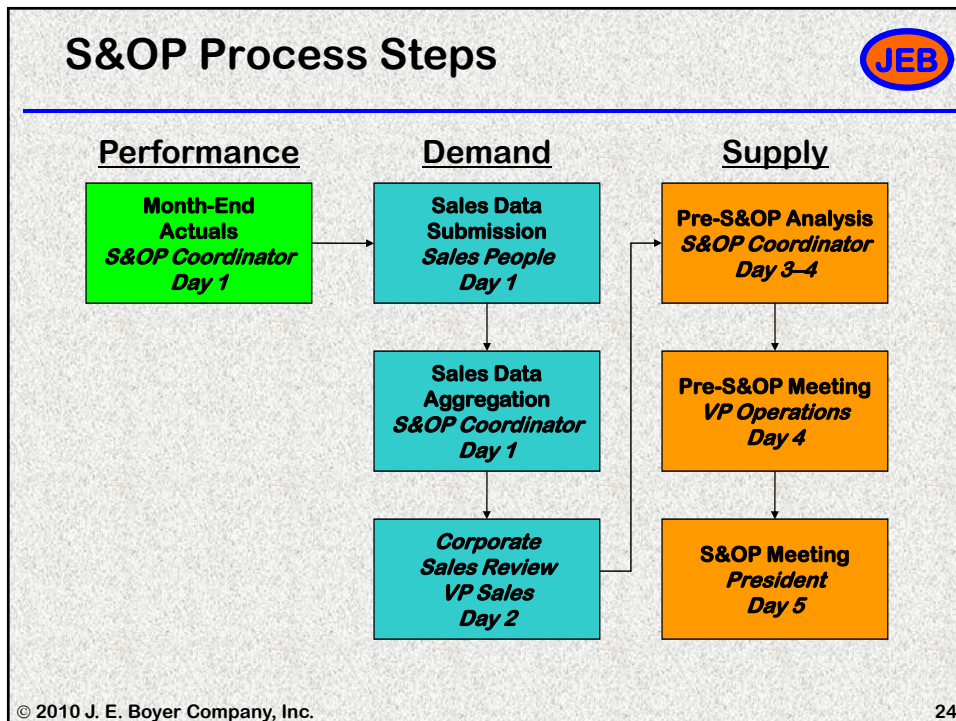 S&OP Process Steps
JEB
Performance
Month-End
Actuals
S&OP Coordinator
Day 1
Demand
Sales Data
Submission
Sales People
Day 1
Sales Data
Aggregation
S&OP Coordinator
Day 1
Corporate
Sales Review
VP Sales
Day 2
Supply
Pre-S&OP Analysis
S&OP Coordinator
Day 3–4
Pre-S&OP Meeting
VP Operations
Day 4
S&OP Meeting
President
Day 5
© 2010 J. E. Boyer Company, Inc.
24